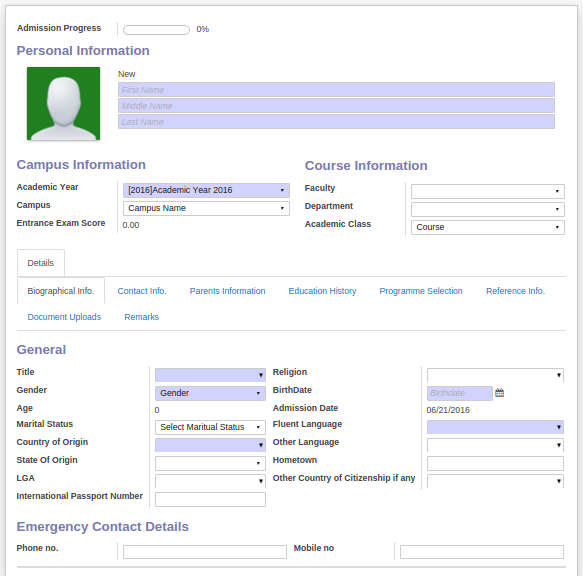 Admission Progress 0%
Personal Information
New
First Name
Middle Name
Last Name
Campus Information Course Information
Academic Year [2016]Academic Year 2016 Faculty
Campus Campus Name Department
Entrance Exam Score 0.00 Academic Class Course
Details
Biographical Info. Contact Info. Parents Information Education History Programme Selection Reference Info.
Document Uploads Remarks
General
Title Religion
Gender Gender BirthDate Birthdate
Age 0 Admission Date 06/21/2016
Marital Status Select Maritual Status Fluent Language
Country of Origin Other Language
State Of Origin Hometown
LGA Other Country of Citizenship if any
International Passport Number
Emergency Contact Details
Phone no. Mobile no